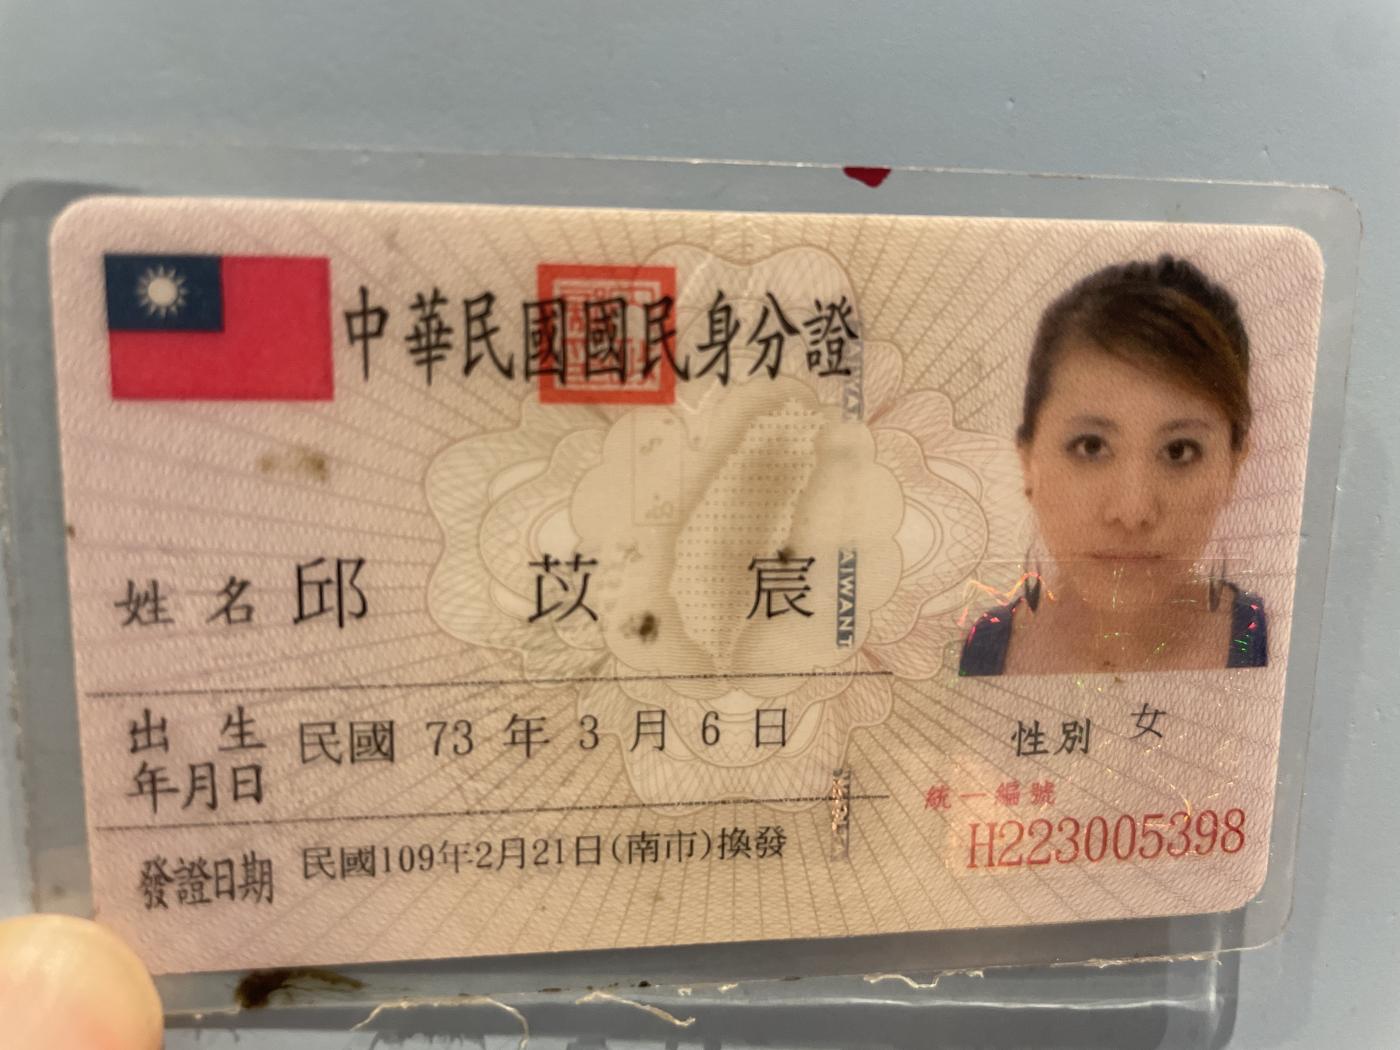 中華民國國民身分證
姓名 邱苡宸
出生年月日 民國 73 年 3 月 6 日
性別 女
統一編號
H223005398
發證日期 民國109年2月21日(南市)換發
TAIWAN